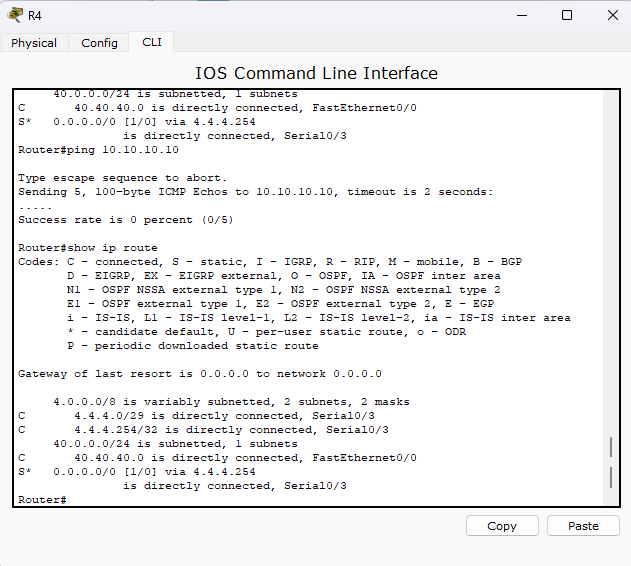 R4
Physical Config CLI
IOS Command Line Interface
40.0.0.0/24 is subnetted, 1 subnets
C 40.40.40.0 is directly connected, FastEthernet0/0
S* 0.0.0.0/0 [1/0] via 4.4.4.254
is directly connected, Serial0/3
Router#ping 10.10.10.10
Type escape sequence to abort.
Sending 5, 100-byte ICMP Echos to 10.10.10.10, timeout is 2 seconds:
.....
Success rate is 0 percent (0/5)
Router#show ip route
Codes: C - connected, S - static, I - IGRP, R - RIP, M - mobile, B - BGP
D - EIGRP, EX - EIGRP external, O - OSPF, IA - OSPF inter area
N1 - OSPF NSSA external type 1, N2 - OSPF NSSA external type 2
E1 - OSPF external type 1, E2 - OSPF external type 2, E - EGP
i - IS-IS, L1 - IS-IS level-1, L2 - IS-IS level-2, ia - IS-IS inter area
* - candidate default, U - per-user static route, o - ODR
P - periodic downloaded static route
Gateway of last resort is 0.0.0.0 to network 0.0.0.0
4.0.0.0/8 is variably subnetted, 2 subnets, 2 masks
C 4.4.4.0/29 is directly connected, Serial0/3
C 4.4.4.254/32 is directly connected, Serial0/3
40.0.0.0/24 is subnetted, 1 subnets
C 40.40.40.0 is directly connected, FastEthernet0/0
S* 0.0.0.0/0 [1/0] via 4.4.4.254
is directly connected, Serial0/3
Router#
Copy Paste